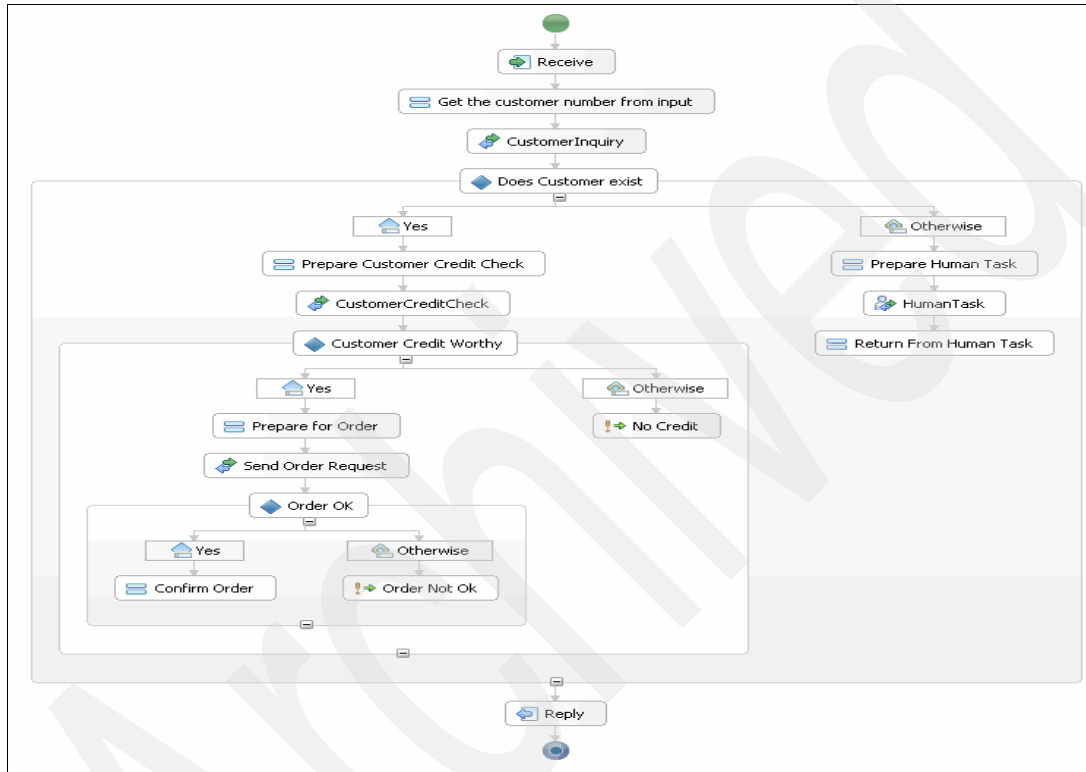 Receive
Get the customer number from input
CustomerInquiry
Does Customer exist
Yes
Otherwise
Prepare Customer Credit Check
Prepare Human Task
CustomerCreditCheck
HumanTask
Customer Credit Worthy
Return From Human Task
Yes
Otherwise
Prepare for Order
No Credit
Send Order Request
Order OK
Yes
Otherwise
Confirm Order
Order Not Ok
Reply
Archived